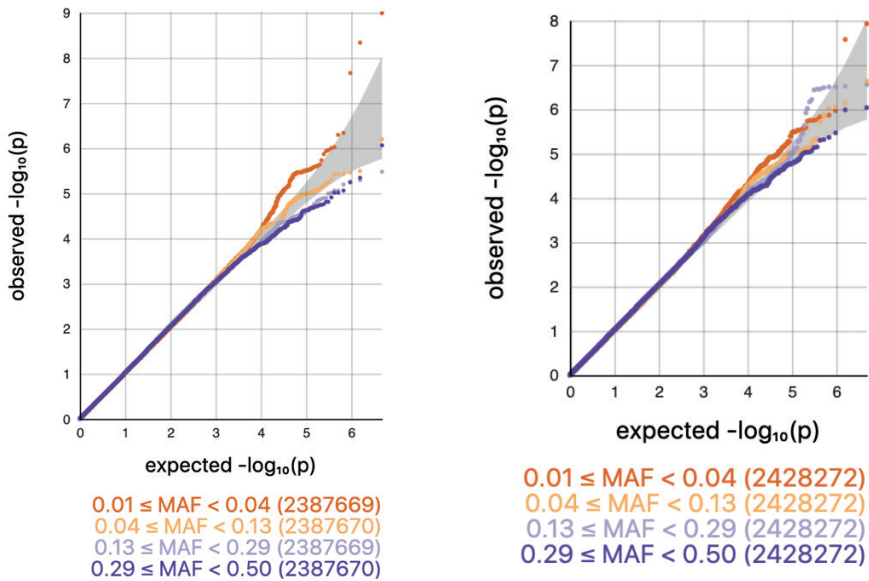 9
8
7
6
5
4
3
2
1
0
observed -log₁₀(p)
0 1 2 3 4 5 6
expected -log₁₀(p)
0.01 ≤ MAF < 0.04 (2387669)
0.04 ≤ MAF < 0.13 (2387670)
0.13 ≤ MAF < 0.29 (2387669)
0.29 ≤ MAF < 0.50 (2387670)
8
7
6
5
4
3
2
1
0
observed -log₁₀(p)
0 1 2 3 4 5 6
expected -log₁₀(p)
0.01 ≤ MAF < 0.04 (2428272)
0.04 ≤ MAF < 0.13 (2428272)
0.13 ≤ MAF < 0.29 (2428272)
0.29 ≤ MAF < 0.50 (2428272)